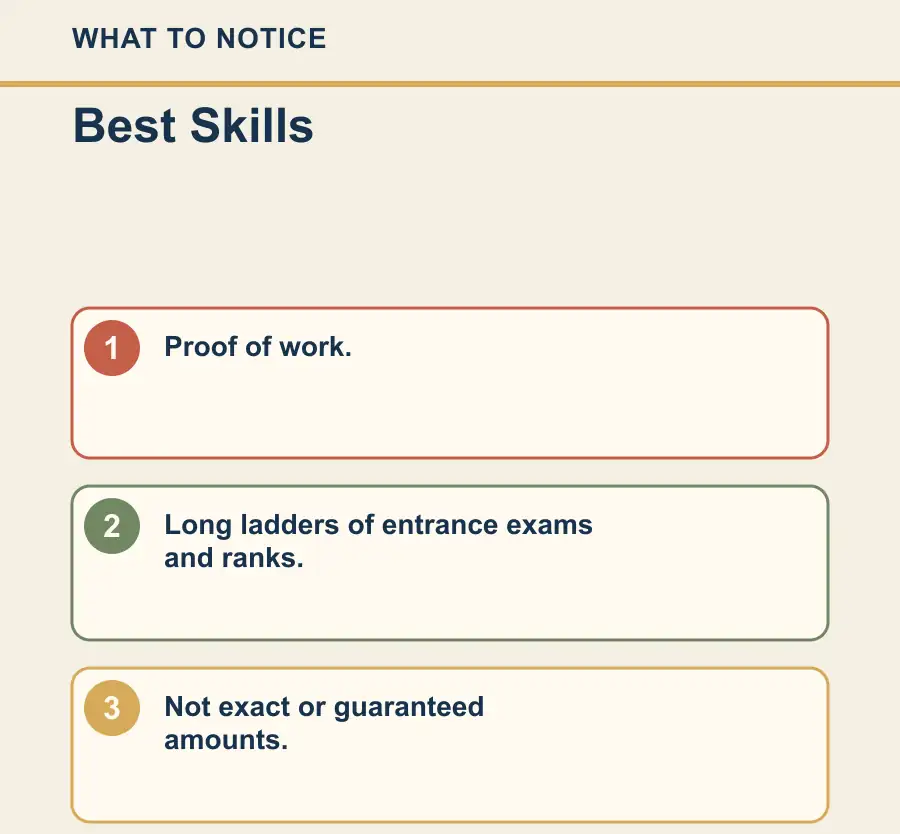 WHAT TO NOTICE
Best Skills
1
Proof of work.
2
Long ladders of entrance exams
and ranks.
3
Not exact or guaranteed
amounts.